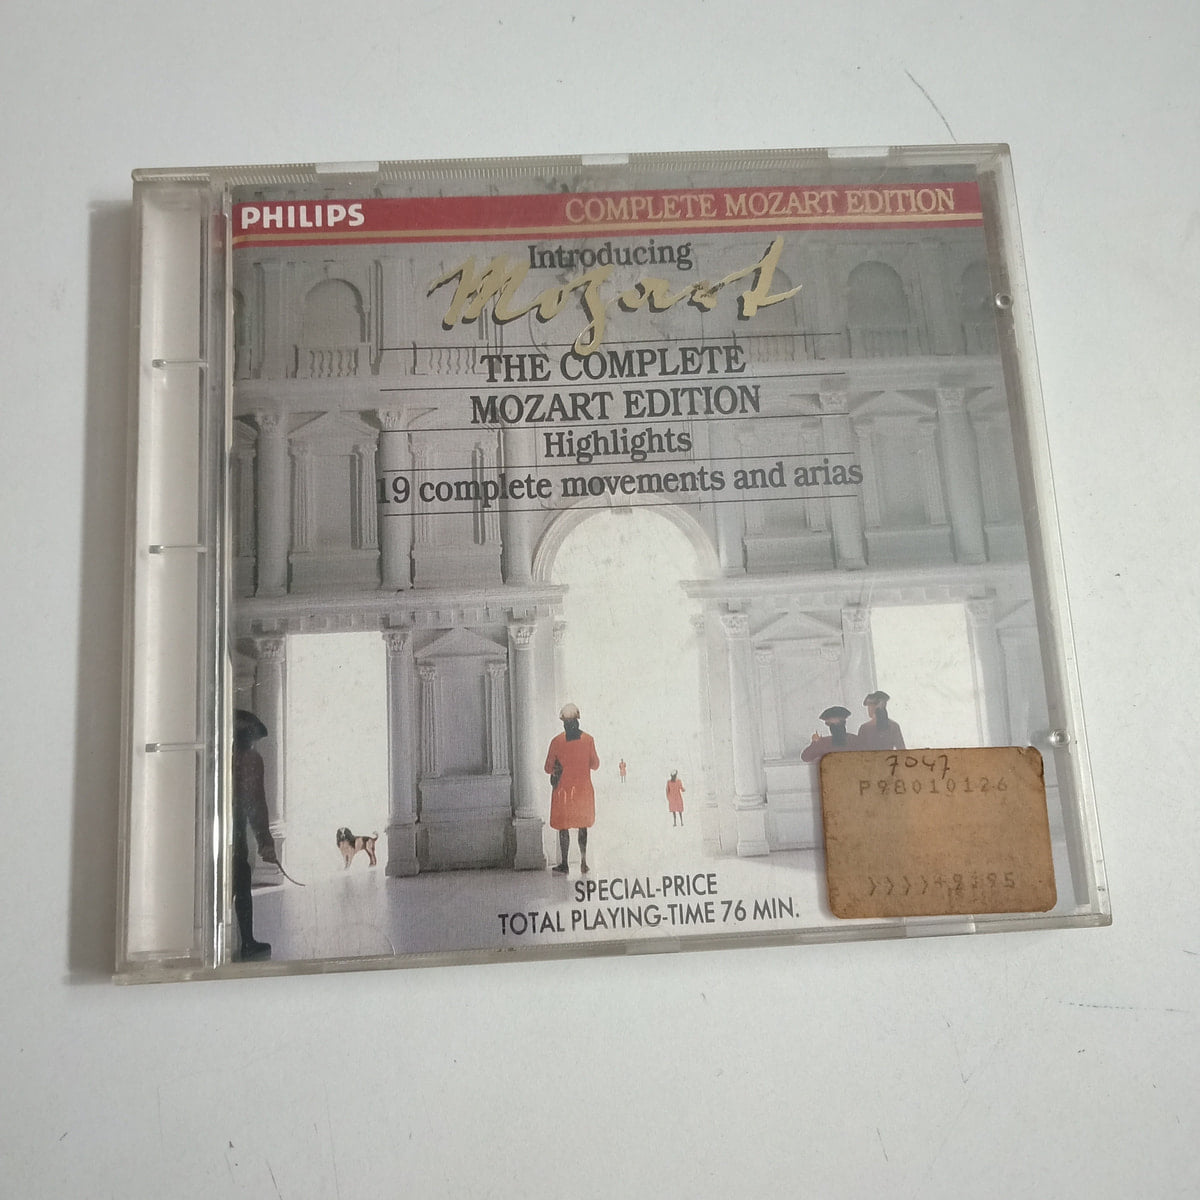 PHILIPS
COMPLETE MOZART EDITION
Introducing
Mozart
THE COMPLETE
MOZART EDITION
Highlights
19 complete movements and arias
7047
P98010126
SPECIAL-PRICE
TOTAL PLAYING-TIME 76 MIN.